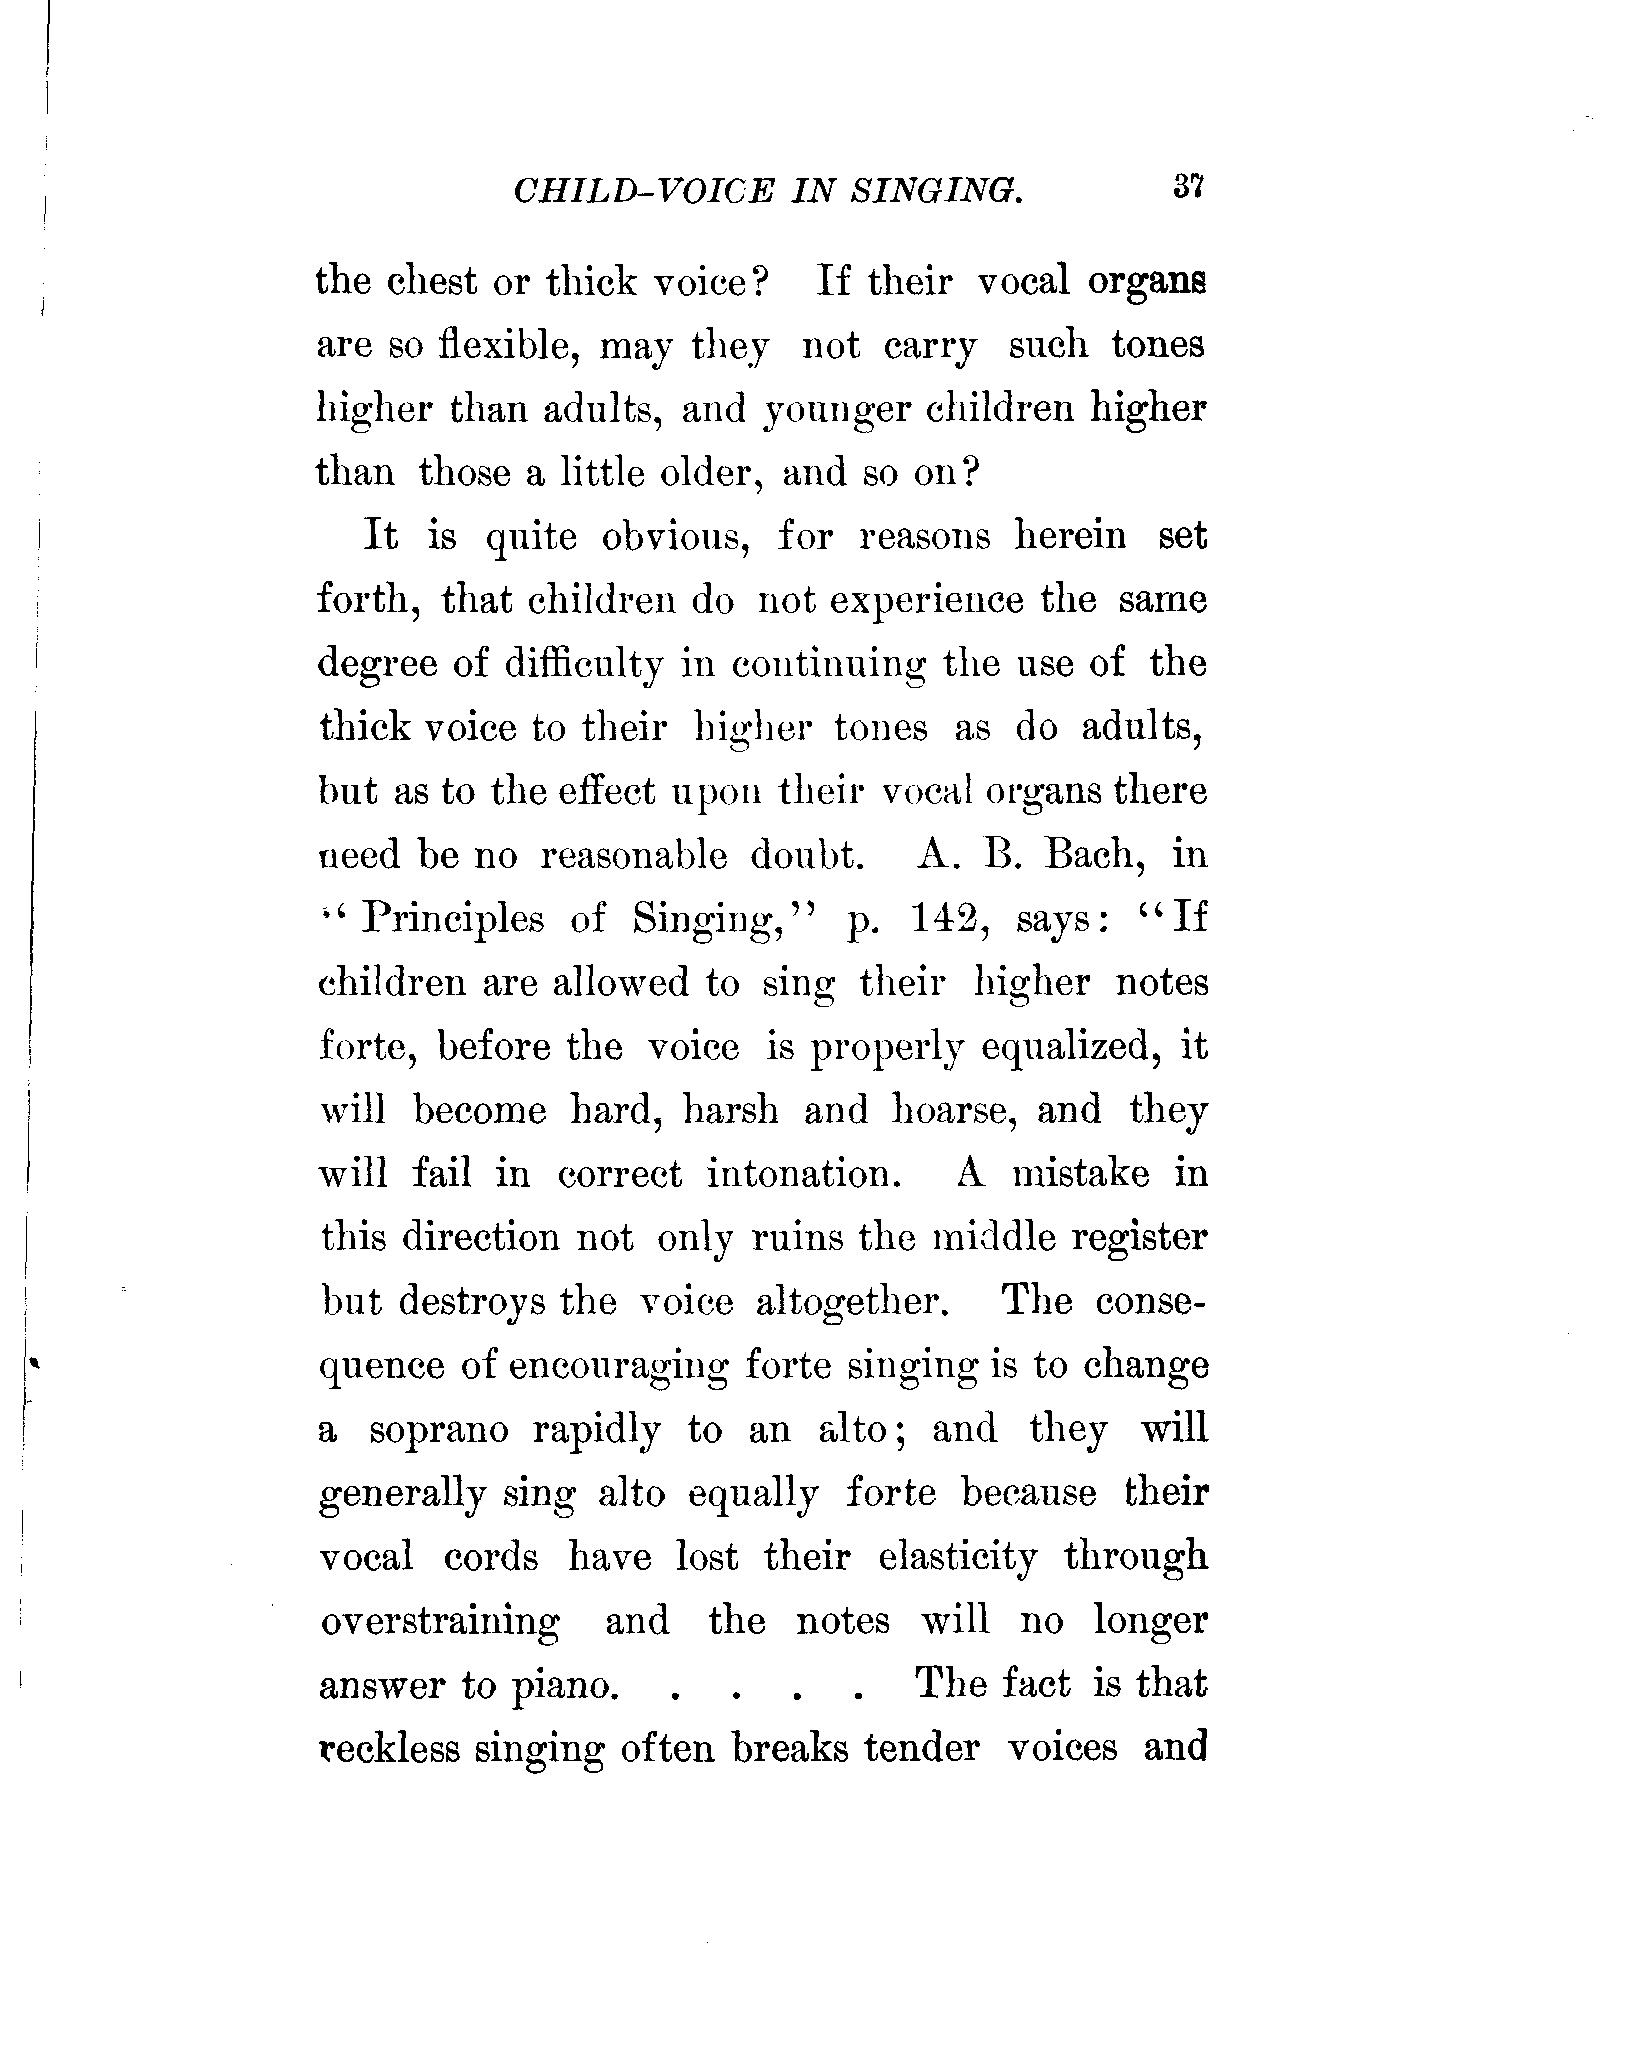 CHILD-VOICE IN SINGING. 37
the chest or thick voice? If their vocal organs
are so flexible, may they not carry such tones
higher than adults, and younger children higher
than those a little older, and so on?
It is quite obvious, for reasons herein set
forth, that children do not experience the same
degree of difficulty in continuing the use of the
thick voice to their higher tones as do adults,
but as to the effect upon their vocal organs there
need be no reasonable doubt. A. B. Bach, in
“Principles of Singing,” p. 142, says: “If
children are allowed to sing their higher notes
forte, before the voice is properly equalized, it
will become hard, harsh and hoarse, and they
will fail in correct intonation. A mistake in
this direction not only ruins the middle register
but destroys the voice altogether. The conse-
quence of encouraging forte singing is to change
a soprano rapidly to an alto; and they will
generally sing alto equally forte because their
vocal cords have lost their elasticity through
overstraining and the notes will no longer
answer to piano. . . . . The fact is that
reckless singing often breaks tender voices and